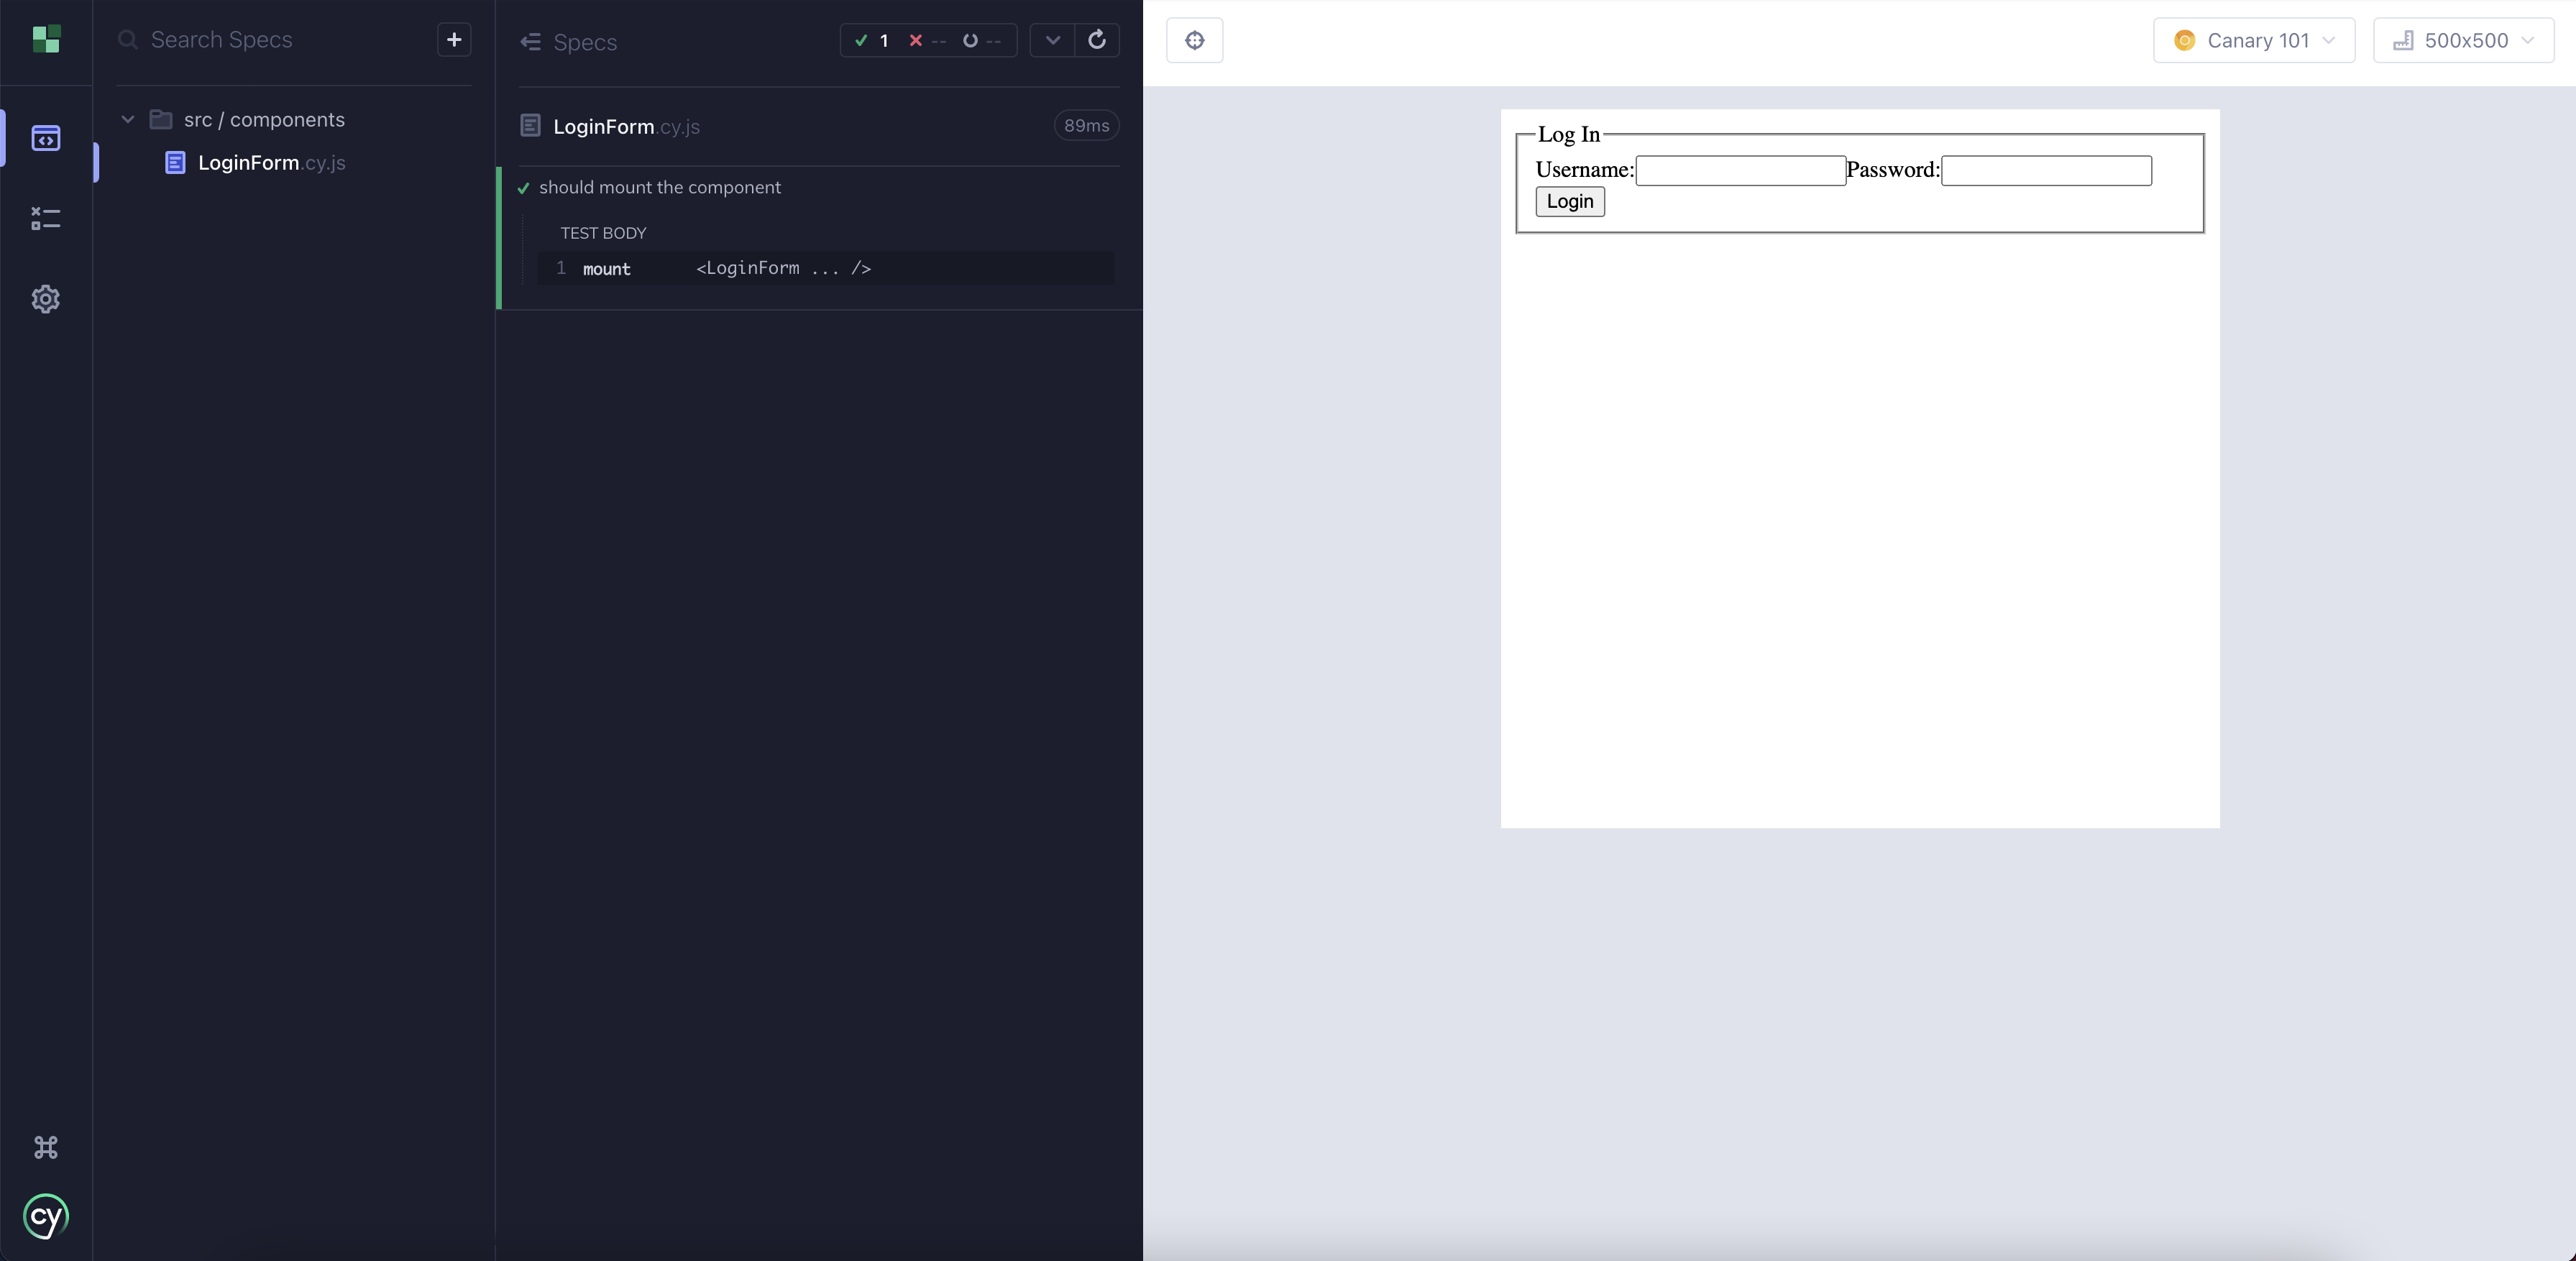 Search Specs
src / components
LoginForm.cy.js
cy
Specs
1 -- --
LoginForm.cy.js 89ms
should mount the component
TEST BODY
1 mount <LoginForm ... />
Canary 101 500x500
Log In
Username: Password:
Login